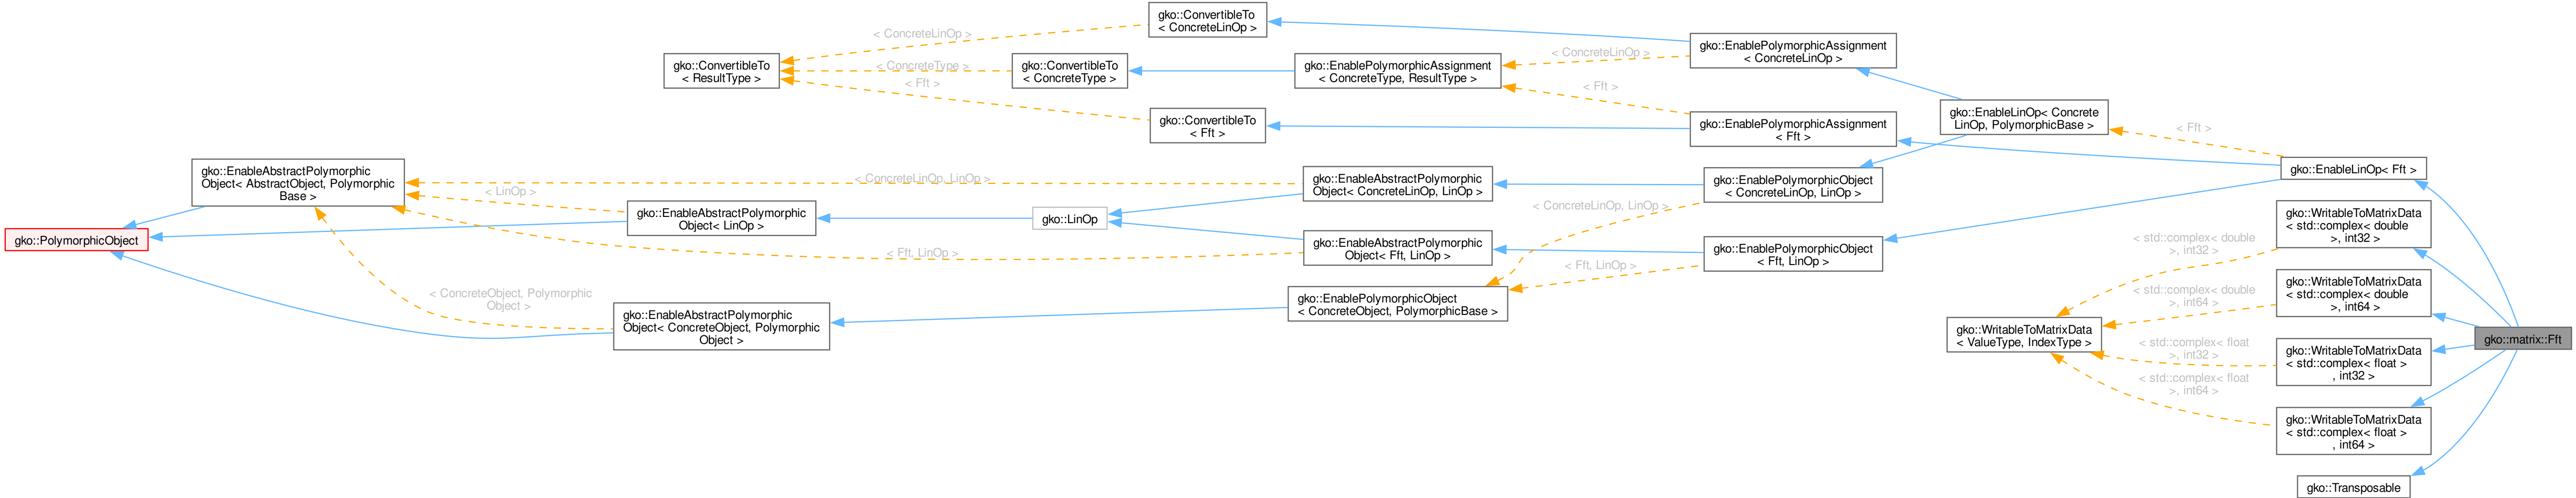 gko::ConvertibleTo
< ConcreteLinOp >
< ConcreteLinOp >
gko::EnablePolymorphicAssignment
< ConcreteLinOp >
< ConcreteLinOp >
gko::ConvertibleTo
< ResultType >
< ConcreteType >
gko::ConvertibleTo
< ConcreteType >
gko::EnablePolymorphicAssignment
< ConcreteType, ResultType >
< Fft >
< Fft >
gko::EnableLinOp< Concrete
LinOp, PolymorphicBase >
gko::ConvertibleTo
< Fft >
gko::EnablePolymorphicAssignment
< Fft >
< Fft >
gko::EnableLinOp< Fft >
gko::EnableAbstractPolymorphic
Object< AbstractObject, Polymorphic
Base >
< ConcreteLinOp, LinOp >
gko::EnableAbstractPolymorphic
Object< ConcreteLinOp, LinOp >
gko::EnablePolymorphicObject
< ConcreteLinOp, LinOp >
< LinOp >
gko::EnableAbstractPolymorphic
Object< LinOp >
gko::LinOp
< ConcreteLinOp, LinOp >
gko::WritableToMatrixData
< std::complex< double
>, int32 >
gko::PolymorphicObject
< Fft, LinOp >
gko::EnableAbstractPolymorphic
Object< Fft, LinOp >
< Fft, LinOp >
gko::EnablePolymorphicObject
< Fft, LinOp >
< std::complex< double
>, int32 >
gko::WritableToMatrixData
< std::complex< double
>, int64 >
< ConcreteObject, Polymorphic
Object >
gko::EnableAbstractPolymorphic
Object< ConcreteObject, Polymorphic
Object >
gko::EnablePolymorphicObject
< ConcreteObject, PolymorphicBase >
< std::complex< double
>, int64 >
gko::WritableToMatrixData
< ValueType, IndexType >
< std::complex< float
>, int32 >
gko::WritableToMatrixData
< std::complex< float >
, int32 >
gko::matrix::Fft
< std::complex< float
>, int64 >
gko::WritableToMatrixData
< std::complex< float >
, int64 >
gko::Transposable